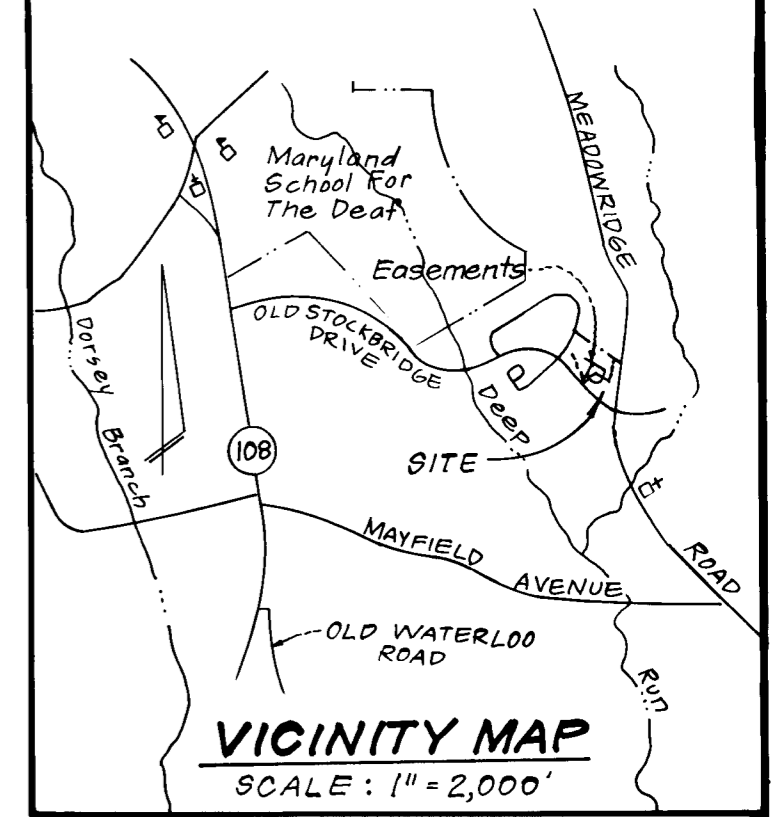 MEADOWRIDGE
Maryland
School For
The Deaf
Easements
OLD STOCKBRIDGE
DRIVE
Dorsey
Branch
Deep
108
SITE
MAYFIELD
AVENUE
ROAD
OLD WATERLOO
ROAD
Run
VICINITY MAP
SCALE : 1" = 2,000'